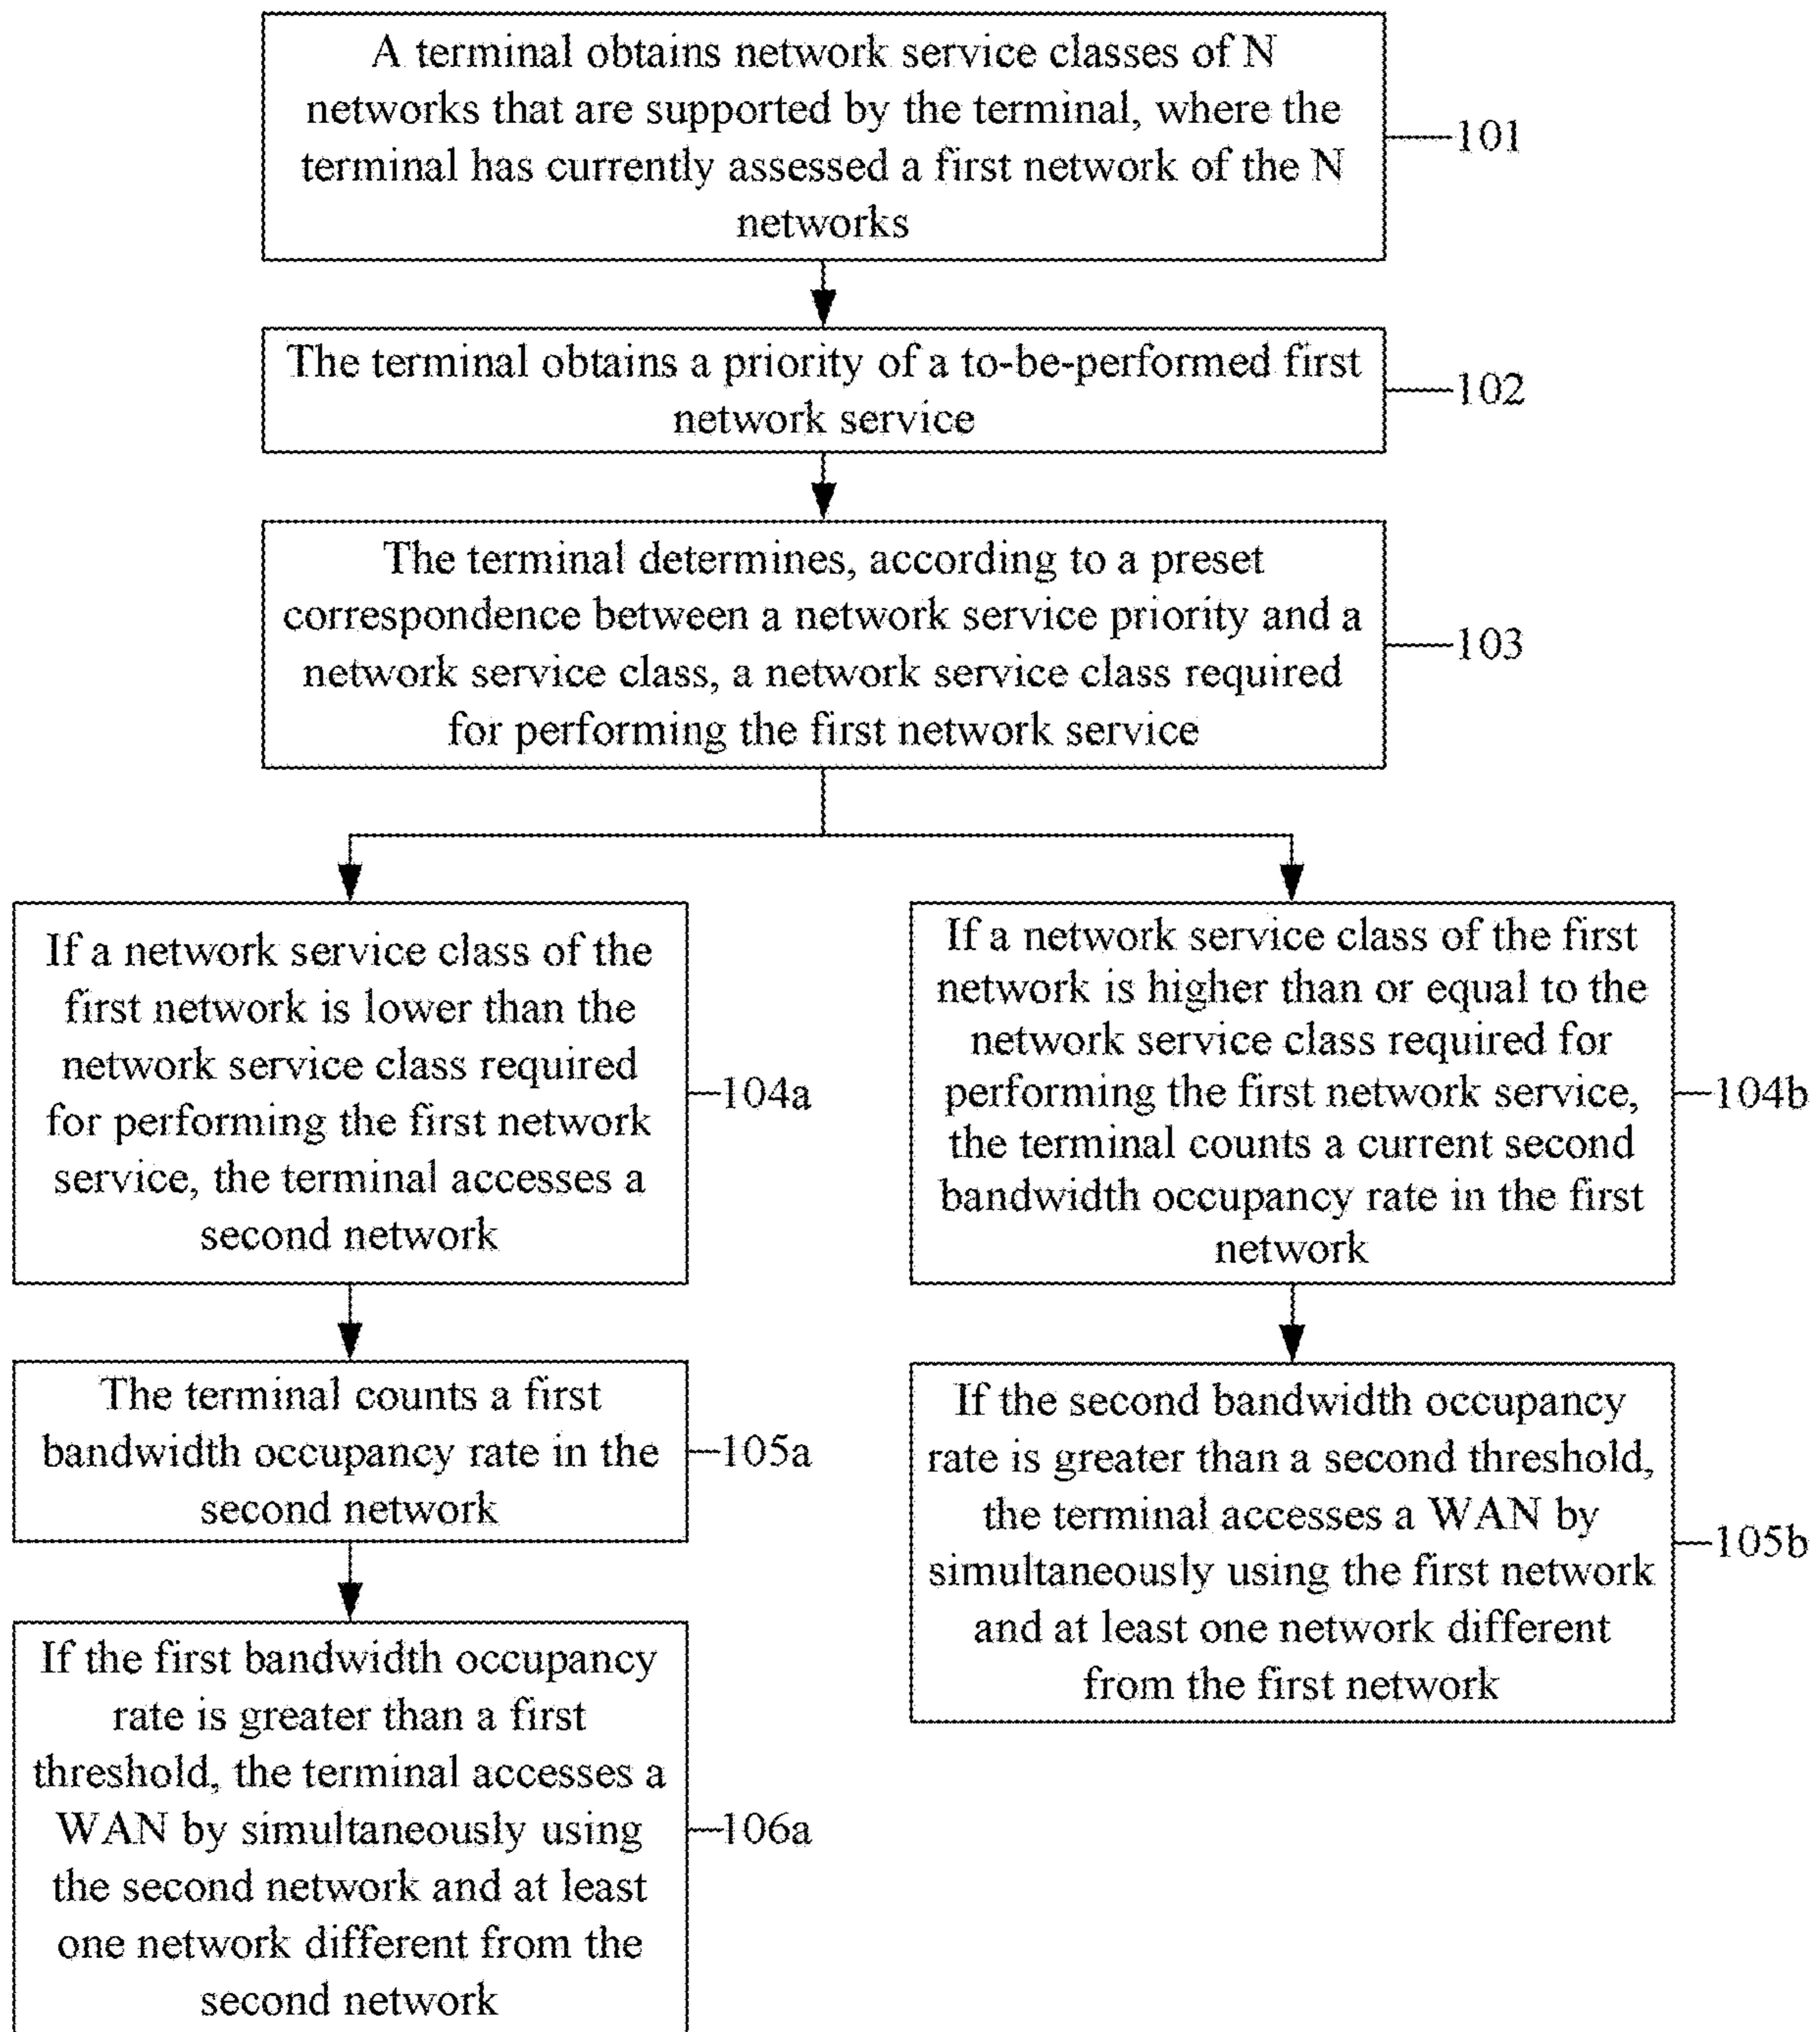 A terminal obtains network service classes of N
networks that are supported by the terminal, where the
terminal has currently assessed a first network of the N
networks
101
The terminal obtains a priority of a to-be-performed first
network service
102
The terminal determines, according to a preset
correspondence between a network service priority and a
network service class, a network service class required
for performing the first network service
103
If a network service class of the
first network is lower than the
network service class required
for performing the first network
service, the terminal accesses a
second network
104a
If a network service class of the first
network is higher than or equal to the
network service class required for
performing the first network service,
the terminal counts a current second
bandwidth occupancy rate in the first
network
104b
The terminal counts a first
bandwidth occupancy rate in the
second network
105a
If the second bandwidth occupancy
rate is greater than a second threshold,
the terminal accesses a WAN by
simultaneously using the first network
and at least one network different
from the first network
105b
If the first bandwidth occupancy
rate is greater than a first
threshold, the terminal accesses a
WAN by simultaneously using
the second network and at least
one network different from the
second network
106a